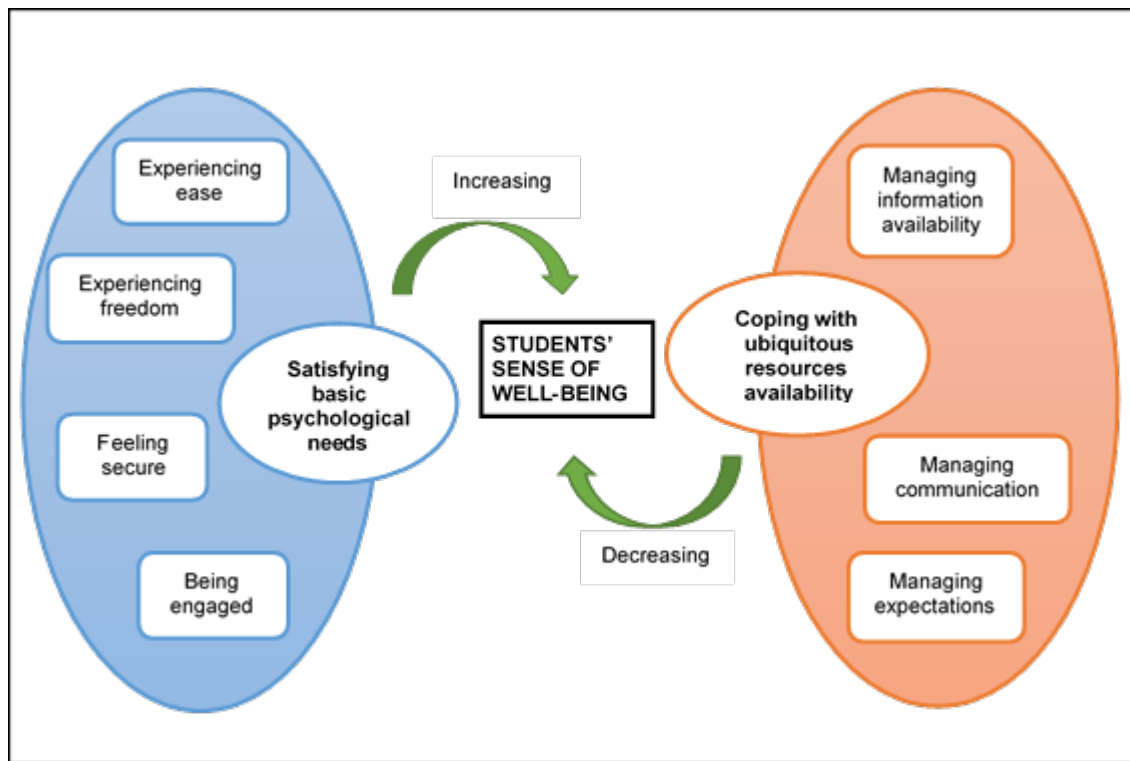 Experiencing
ease
Experiencing
freedom
Satisfying
basic
psychological
needs
Feeling
secure
Being
engaged
Increasing
STUDENTS’
SENSE OF
WELL-BEING
Decreasing
Managing
information
availability
Coping with
ubiquitous
resources
availability
Managing
communication
Managing
expectations